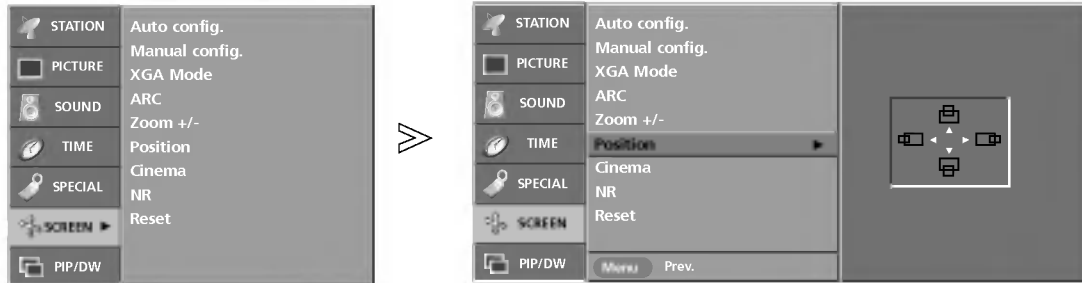 STATION
PICTURE
SOUND
TIME
SPECIAL
SCREEN
PIP/DW
Auto config.
Manual config.
XGA Mode
ARC
Zoom +/-
Position
Cinema
NR
Reset
STATION
PICTURE
SOUND
TIME
SPECIAL
SCREEN
PIP/DW
Auto config.
Manual config.
XGA Mode
ARC
Zoom +/-
Position
Cinema
NR
Reset
Menu Prev.